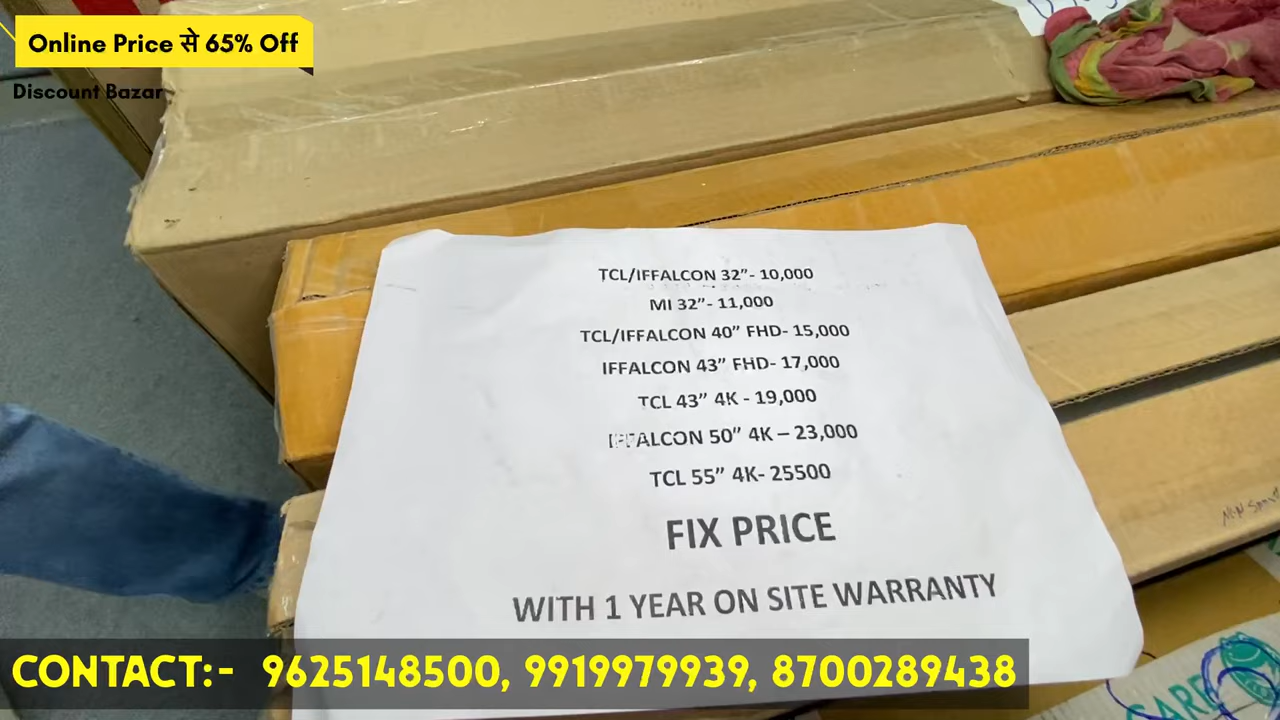 Online Price से 65% Off
Discount Bazar
TCL/IFFALCON 32”- 10,000
MI 32”- 11,000
TCL/IFFALCON 40” FHD- 15,000
IFFALCON 43” FHD- 17,000
TCL 43” 4K - 19,000
IFFALCON 50” 4K – 23,000
TCL 55” 4K- 25500
FIX PRICE
WITH 1 YEAR ON SITE WARRANTY
CONTACT:- 9625148500, 9919979939, 8700289438